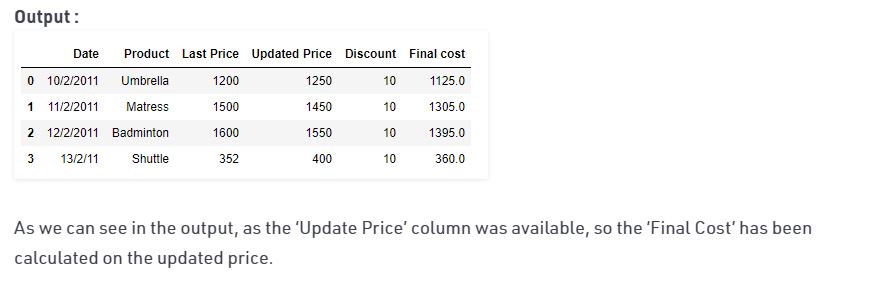 Output :
Date Product Last Price Updated Price Discount Final cost
0 10/2/2011 Umbrella 1200 1250 10 1125.0
1 11/2/2011 Matress 1500 1450 10 1305.0
2 12/2/2011 Badminton 1600 1550 10 1395.0
3 13/2/11 Shuttle 352 400 10 360.0
As we can see in the output, as the ‘Update Price’ column was available, so the ‘Final Cost’ has been
calculated on the updated price.